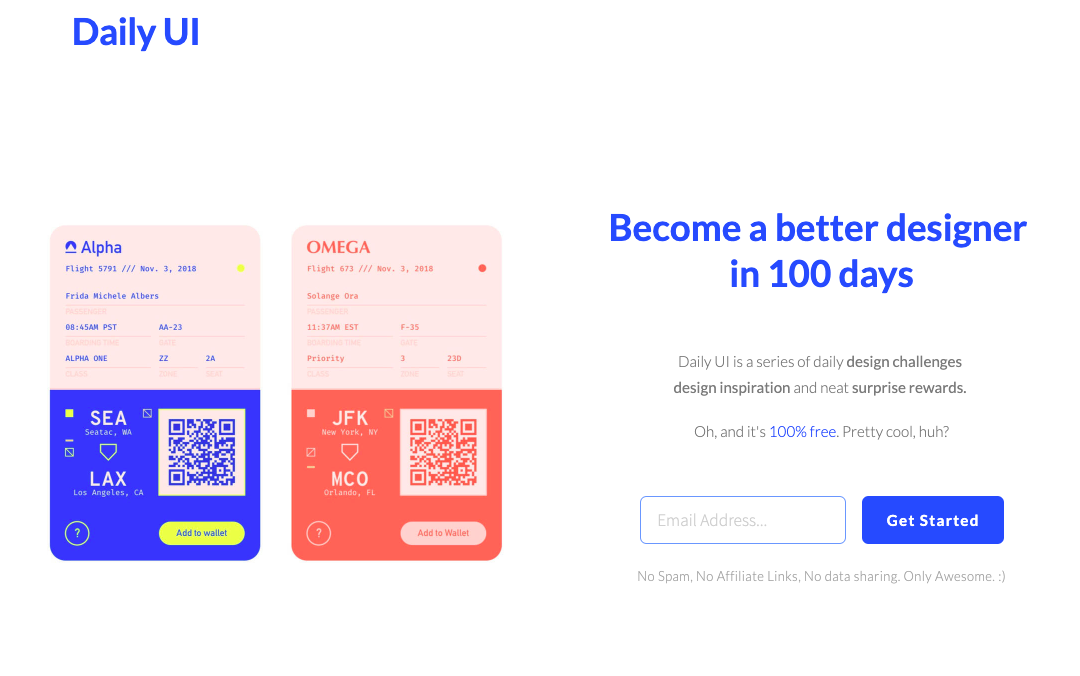 Daily UI
Alpha
Flight 5791 /// Nov. 3, 2018
Frida Michele Albers
PASSENGER
08:45AM PST AA-23
BOARDING TIME GATE
ALPHA ONE ZZ 2A
CLASS ZONE SEAT
SEA
Seatac, WA
LAX
Los Angeles, CA
?
Add to wallet
OMEGA
Flight 673 /// Nov. 3, 2018
Solange Ora
PASSENGER
11:37AM EST F-35
BOARDING TIME GATE
Priority 3 23D
CLASS ZONE SEAT
JFK
New York, NY
MCO
Orlando, FL
?
Add to Wallet
Become a better designer
in 100 days
Daily UI is a series of daily design challenges
design inspiration and neat surprise rewards.
Oh, and it's 100% free. Pretty cool, huh?
Email Address...
Get Started
No Spam, No Affiliate Links, No data sharing. Only Awesome. :)